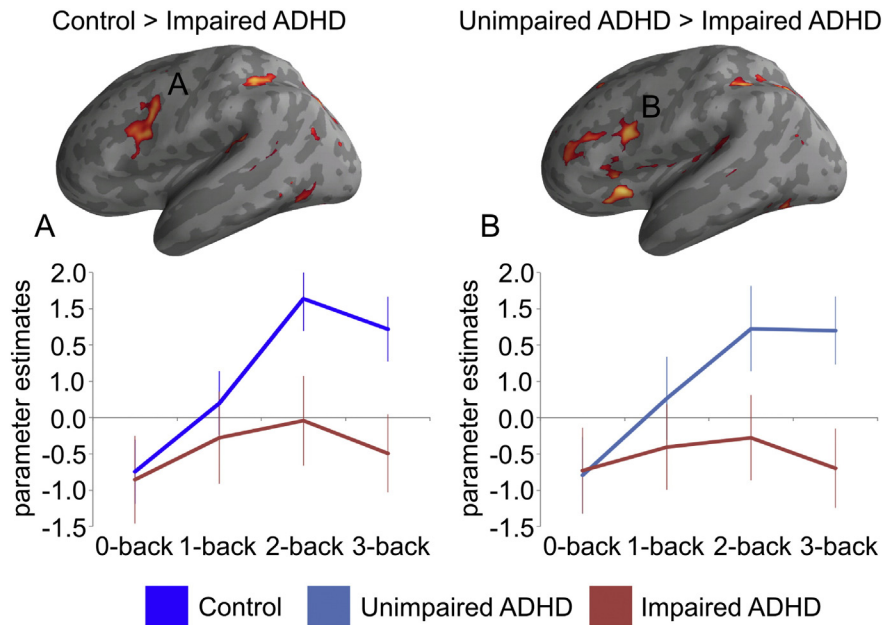 Control > Impaired ADHD
Unimpaired ADHD > Impaired ADHD
A
B
A
B
parameter estimates
2.0
1.5
0.5
1.0
0.0
-0.5
-1.0
-1.5
0-back 1-back 2-back 3-back
parameter estimates
2.0
1.5
0.5
1.0
0.0
-0.5
-1.0
-1.5
0-back 1-back 2-back 3-back
Control Unimpaired ADHD Impaired ADHD